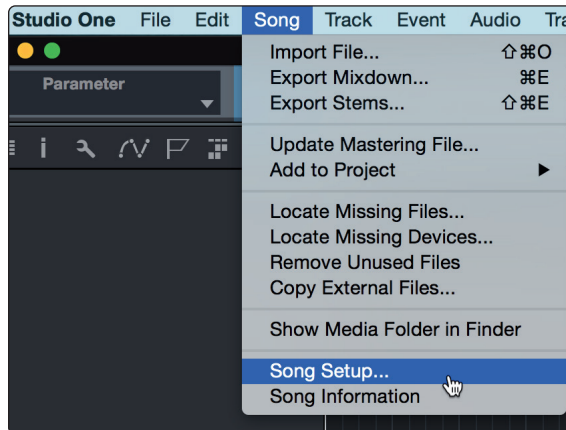 Studio One File Edit Song Track Event Audio
Parameter
Import File... ⇧⌘O
Export Mixdown... ⌘E
Export Stems... ⇧⌘E
Update Mastering File...
Add to Project ▶
Locate Missing Files...
Locate Missing Devices...
Remove Unused Files
Copy External Files...
Show Media Folder in Finder
Song Setup...
Song Information